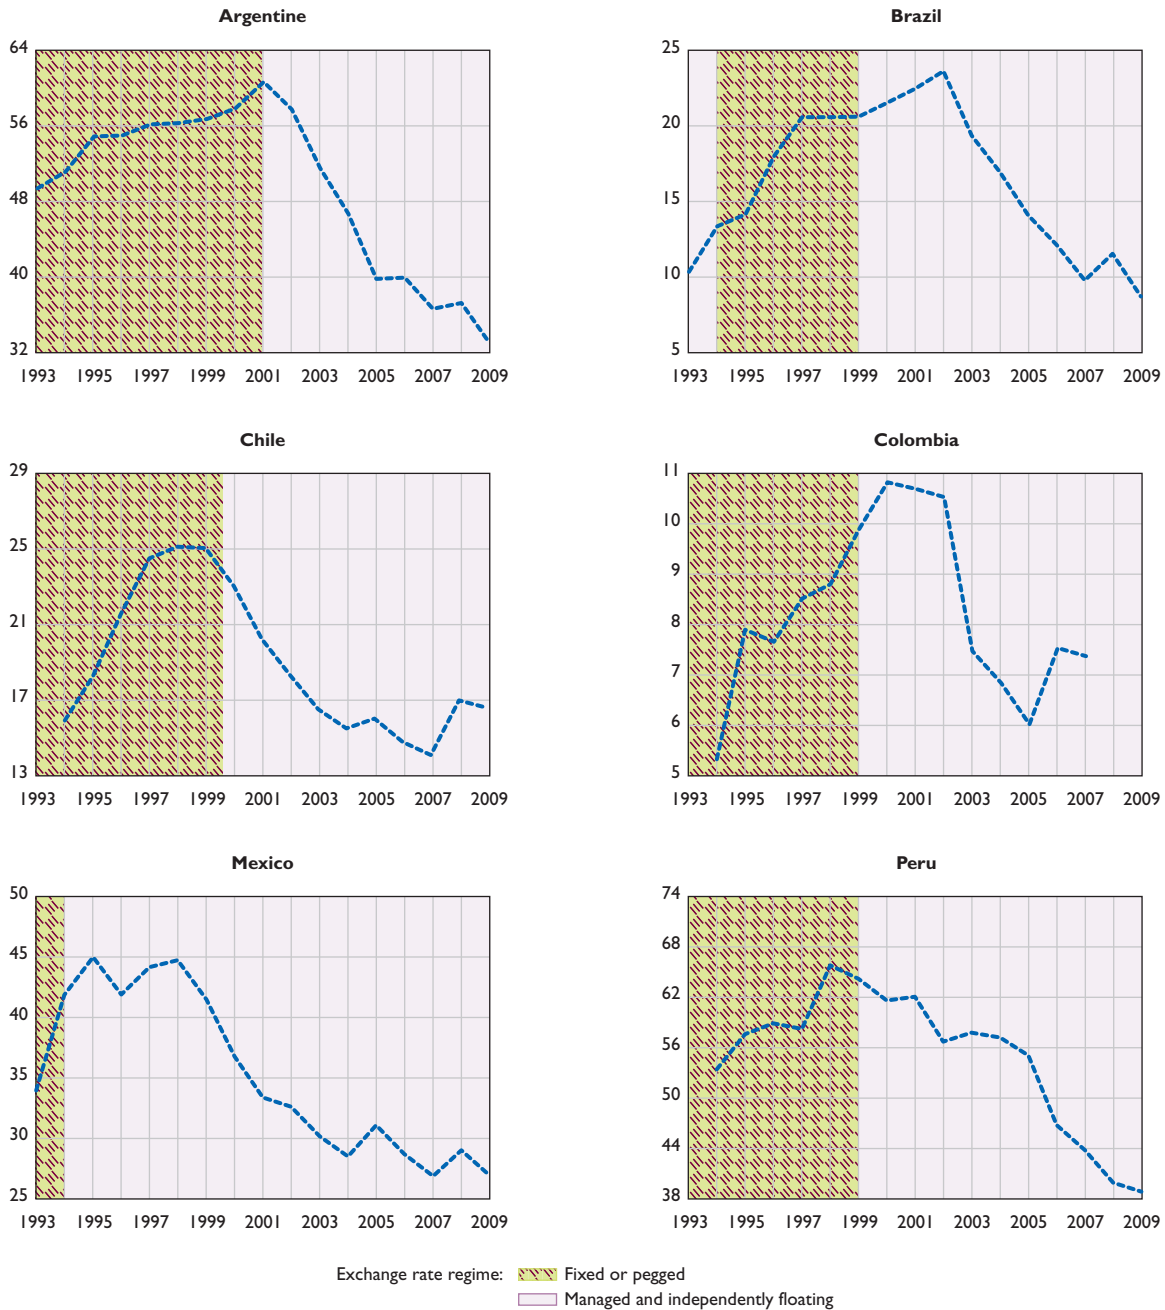 Argentine
64
56
48
40
32
1993 1995 1997 1999 2001 2003 2005 2007 2009
Brazil
25
20
15
10
5
1993 1995 1997 1999 2001 2003 2005 2007 2009
Chile
29
25
21
17
13
1993 1995 1997 1999 2001 2003 2005 2007 2009
Colombia
11
10
9
8
7
6
5
1993 1995 1997 1999 2001 2003 2005 2007 2009
Mexico
50
45
40
35
30
25
1993 1995 1997 1999 2001 2003 2005 2007 2009
Peru
74
68
62
56
50
44
38
1993 1995 1997 1999 2001 2003 2005 2007 2009
Exchange rate regime: Fixed or pegged
Managed and independently floating